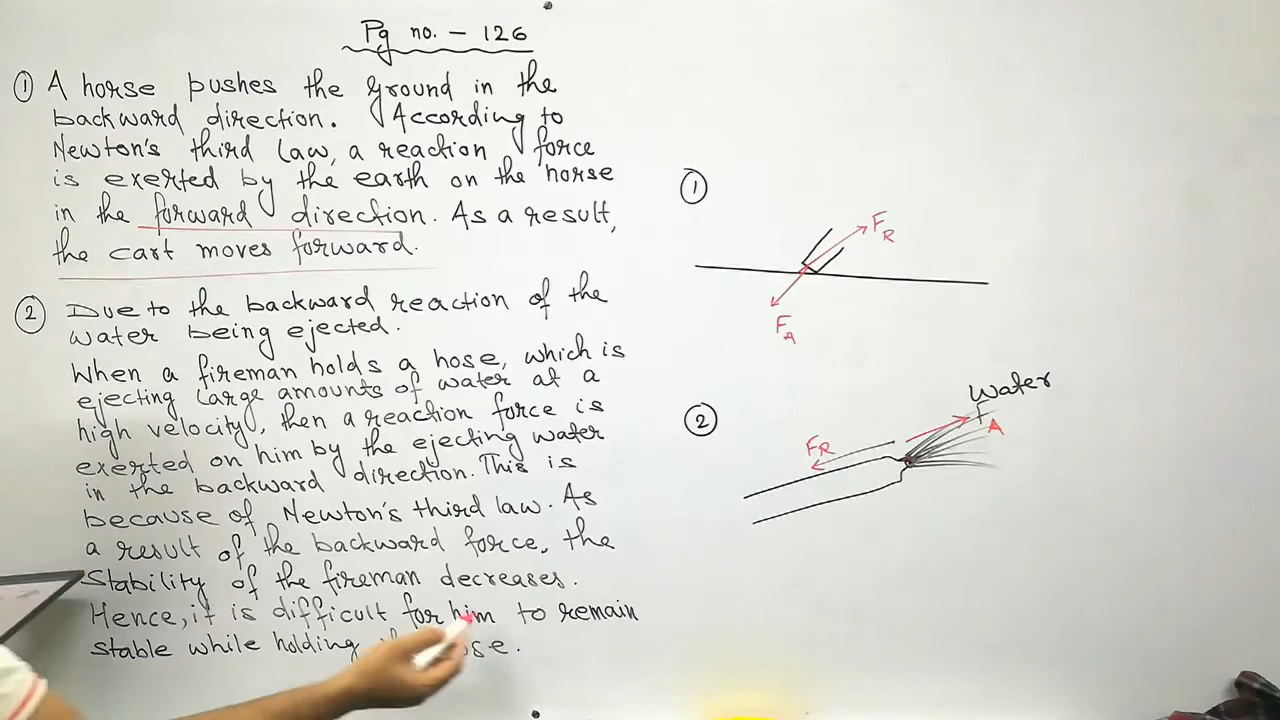 Pg no. - 126
① A horse pushes the ground in the
backward direction. According to
Newton's third law, a reaction force
is exerted by the earth on the horse
in the forward direction. As a result,
the cart moves forward.
② Due to the backward reaction of the
water being ejected.
When a fireman holds a hose, which is
ejecting large amounts of water at a
high velocity, then a reaction force is
exerted on him by the ejecting water
in the backward direction. This is
because of Newton's third law. As
a result of the backward force, the
stability of the fireman decreases.
Hence, it is difficult for him to remain
stable while holding
①
FR
FA
②
Water
FR
FA